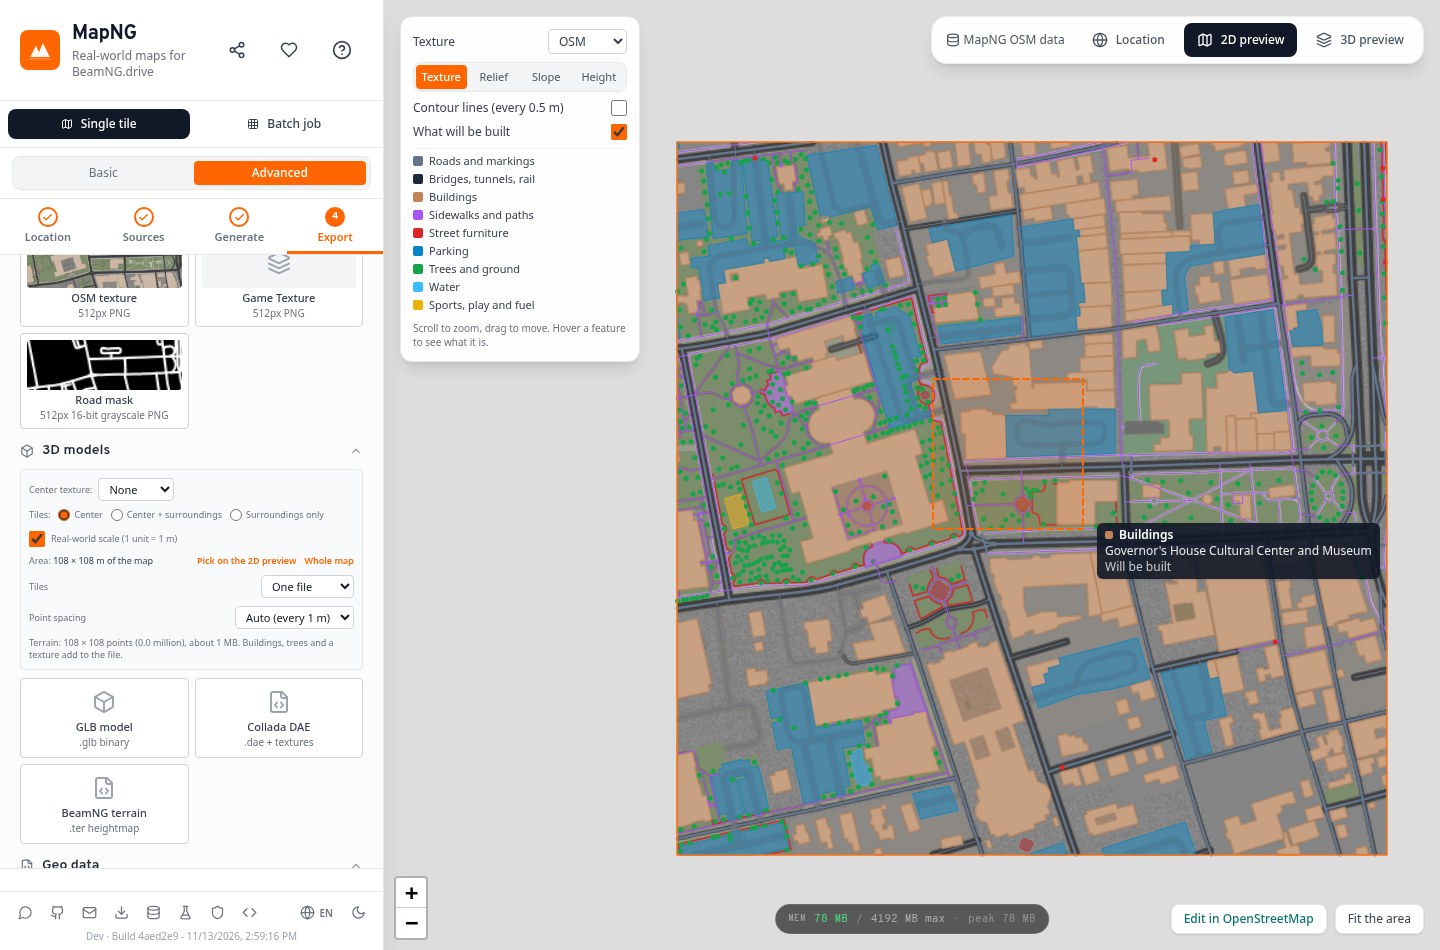 MapNG
Real-world maps for
BeamNG.drive
Single tile
Batch job
Basic
Advanced
Location
Sources
Generate
4
Export
OSM texture
512px PNG
Game Texture
512px PNG
Road mask
512px 16-bit grayscale PNG
3D models
Center texture: None
Tiles: Center Center + surroundings Surroundings only
Real-world scale (1 unit = 1 m)
Area: 108 × 108 m of the map Pick on the 2D preview Whole map
Tiles One file
Point spacing Auto (every 1 m)
Terrain: 108 × 108 points (0.0 million), about 1 MB. Buildings, trees and a
texture add to the file.
GLB model
.glb binary
Collada DAE
.dae + textures
BeamNG terrain
.ter heightmap
Geo data
EN
Dev · Build 4aed2e9 - 11/13/2026, 2:59:16 PM
Texture OSM
Texture Relief Slope Height
Contour lines (every 0.5 m)
What will be built
Roads and markings
Bridges, tunnels, rail
Buildings
Sidewalks and paths
Street furniture
Parking
Trees and ground
Water
Sports, play and fuel
Scroll to zoom, drag to move. Hover a feature
to see what it is.
MapNG OSM data Location 2D preview 3D preview
Buildings
Governor's House Cultural Center and Museum
Will be built
+
−
MEM 78 MB / 4192 MB max · peak 78 MB
Edit in OpenStreetMap
Fit the area